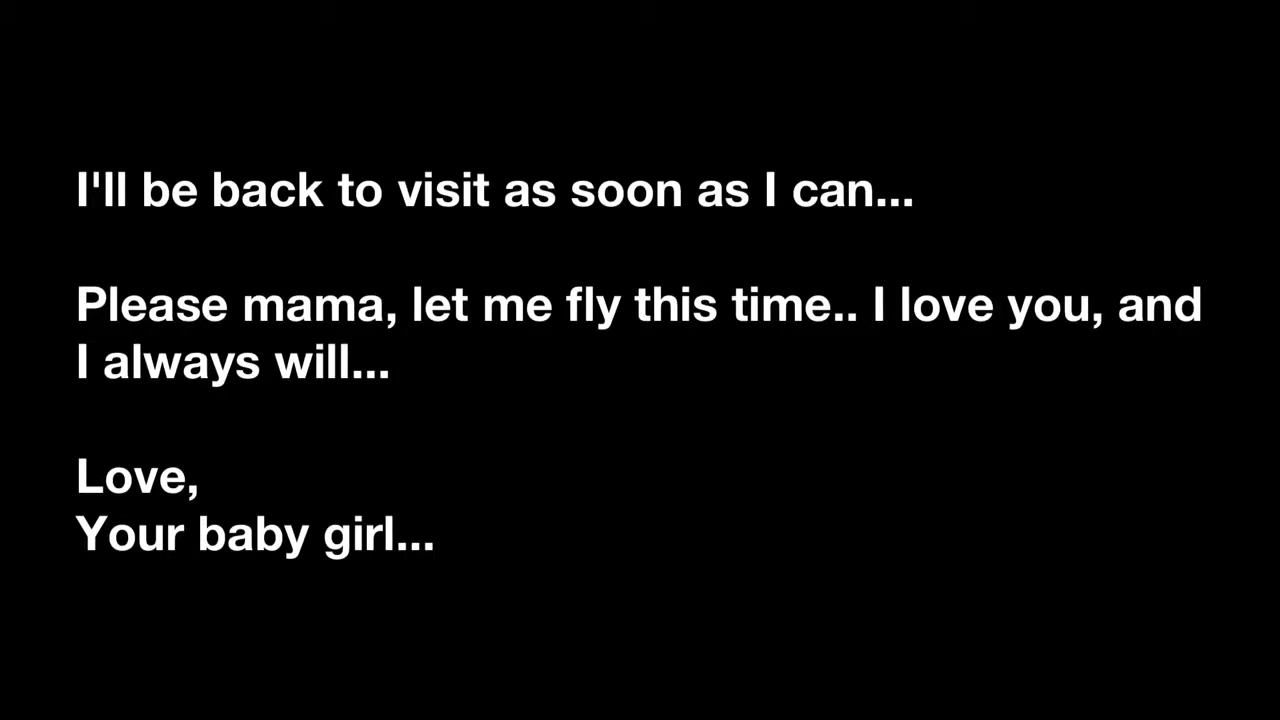 I'll be back to visit as soon as I can...
Please mama, let me fly this time.. I love you, and
I always will...
Love,
Your baby girl...